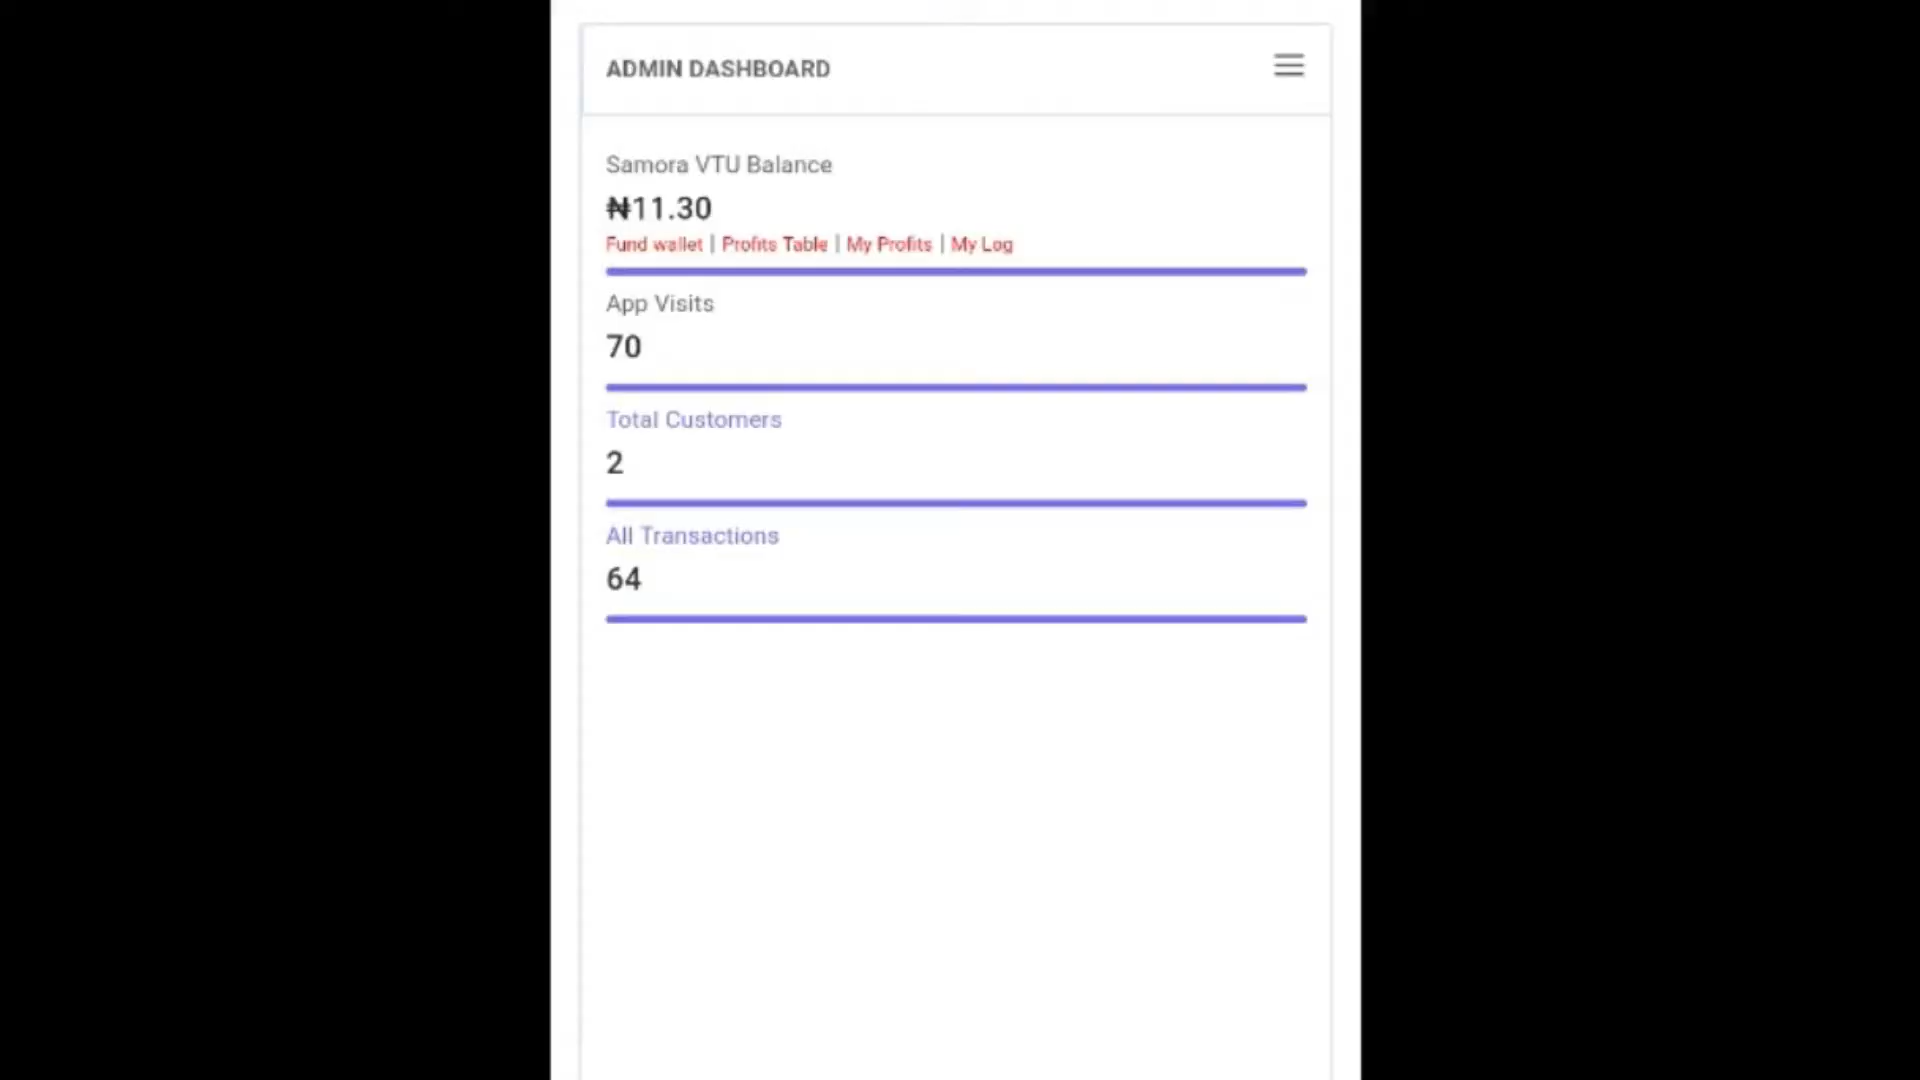 ADMIN DASHBOARD
Samora VTU Balance
₦11.30
Fund wallet | Profits Table | My Profits | My Log
App Visits
70
Total Customers
2
All Transactions
64